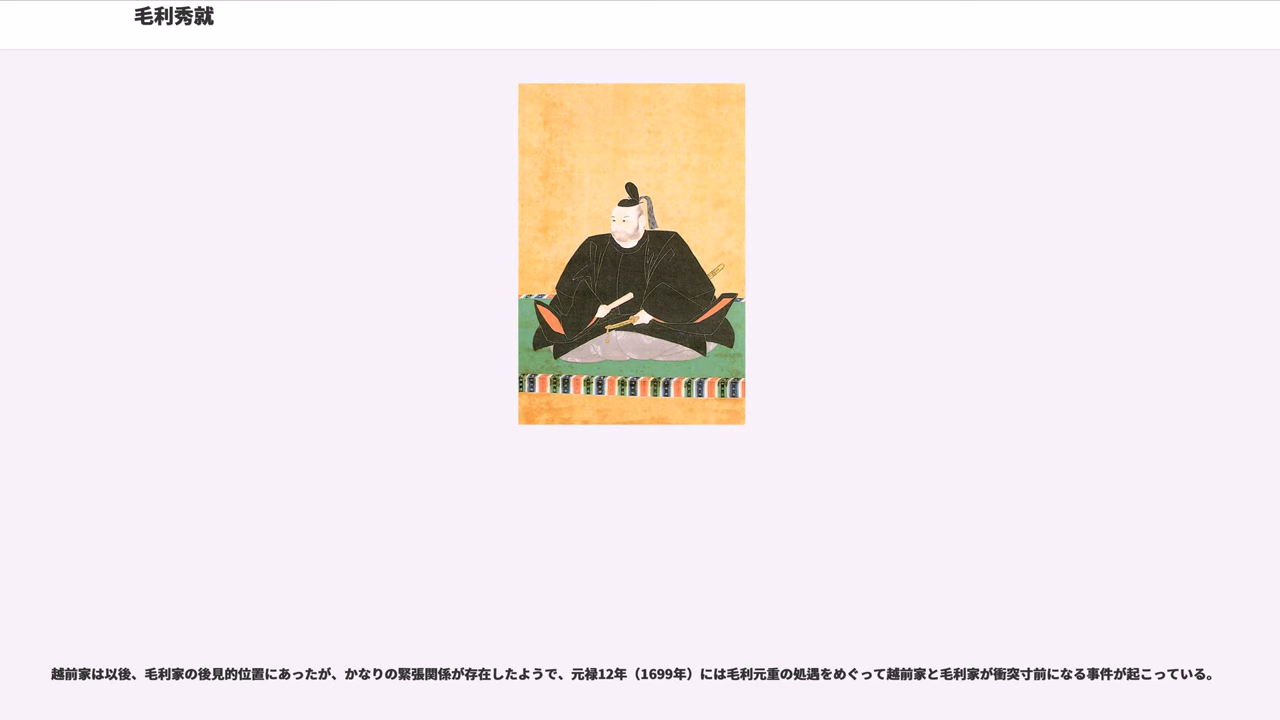 毛利秀就
越前家は以後、毛利家の後見的位置にあったが、かなりの緊張関係が存在したようで、元禄12年（1699年）には毛利元重の処遇をめぐって越前家と毛利家が衝突寸前になる事件が起こっている。